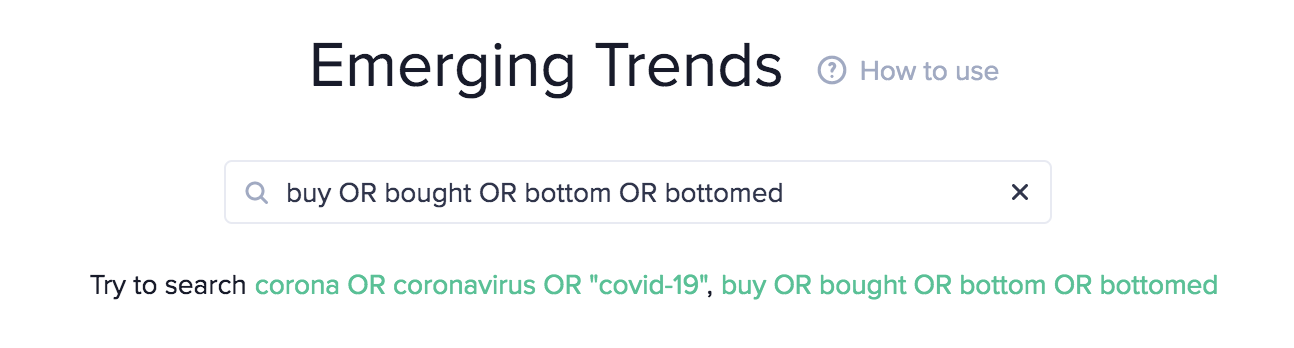 Emerging Trends ? How to use
buy OR bought OR bottom OR bottomed
Try to search corona OR coronavirus OR "covid-19", buy OR bought OR bottom OR bottomed